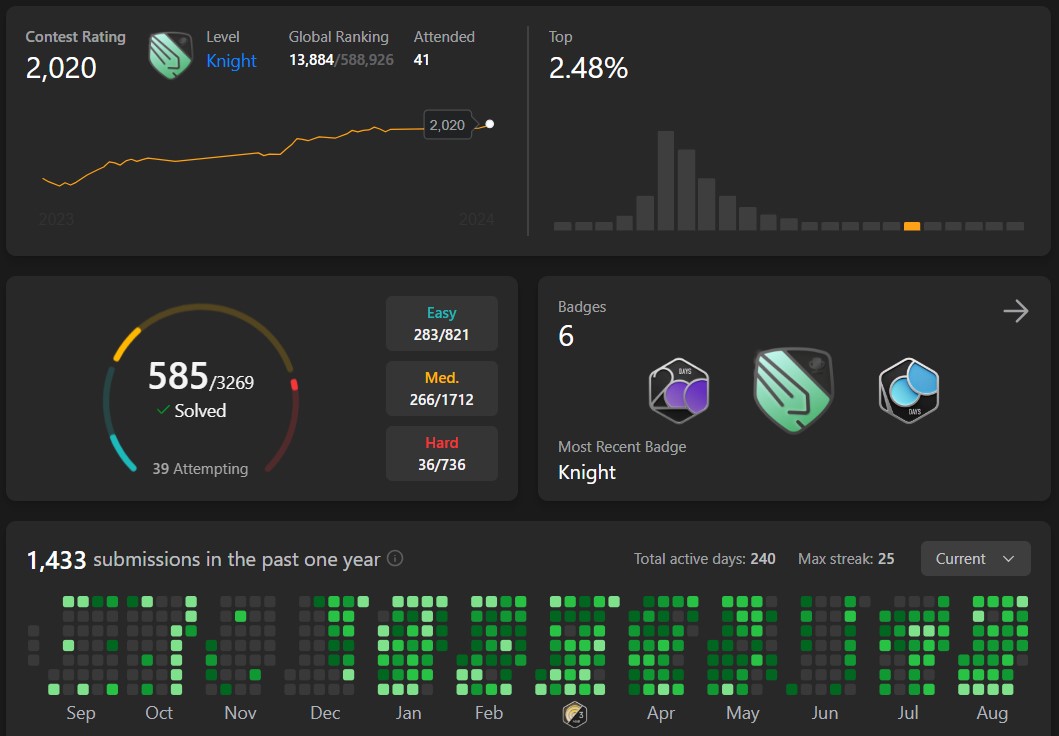 Contest Rating
2,020
Level
Knight
Global Ranking
13,884/588,926
Attended
41
2,020
2023
2024
Top
2.48%
585/3269
Solved
39 Attempting
Easy
283/821
Med.
266/1712
Hard
36/736
Badges
6
DAYS
DAYS
Most Recent Badge
Knight
1,433 submissions in the past one year
Total active days: 240
Max streak: 25
Current
Sep Oct Nov Dec Jan Feb Apr May Jun Jul Aug